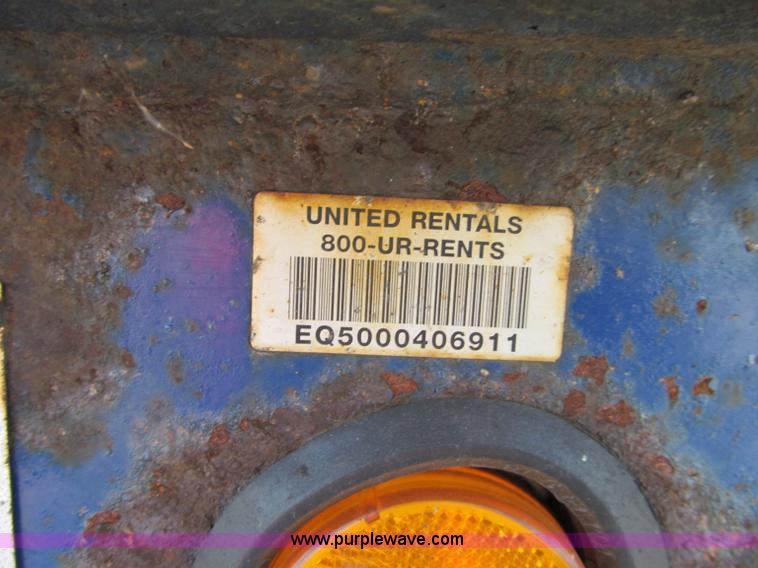 UNITED RENTALS
800-UR-RENTS
EQ5000406911
www.purplewave.com